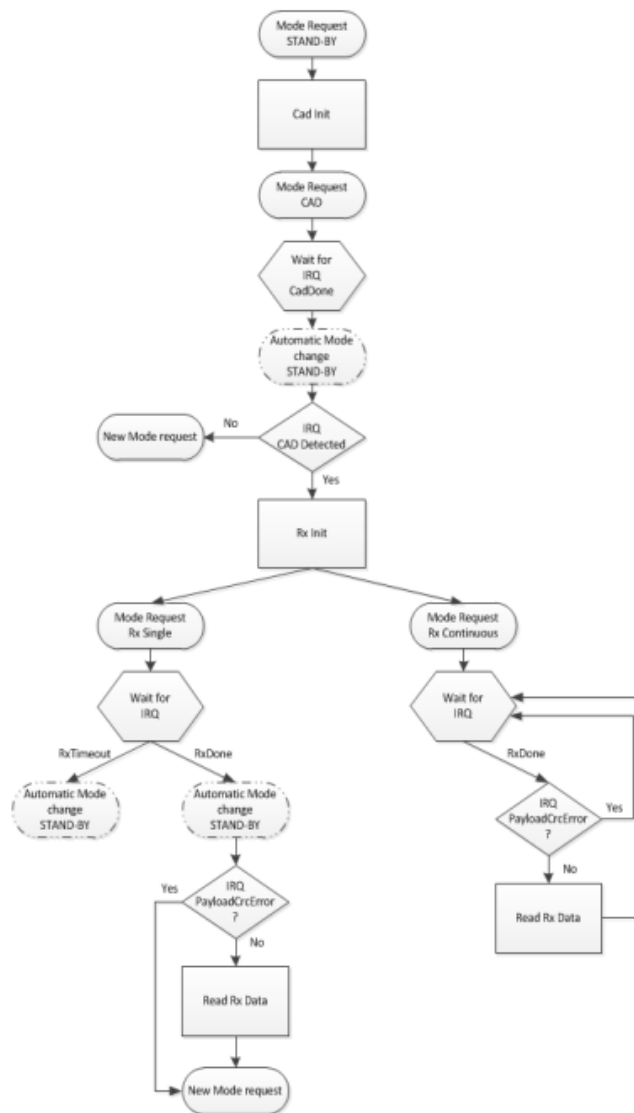 Mode Request
STAND-BY
Cad Init
Mode Request
CAD
Wait for
IRQ
CadDone
Automatic Mode
change
STAND-BY
IRQ
CAD Detected
No
New Mode request
Yes
Rx Init
Mode Request
Rx Single
Mode Request
Rx Continuous
Wait for
IRQ
Wait for
IRQ
RxTimeout
RxDone
RxDone
Automatic Mode
change
STAND-BY
Automatic Mode
change
STAND-BY
IRQ
PayloadCrcError
?
Yes
No
Yes
IRQ
PayloadCrcError
?
No
Read Rx Data
Read Rx Data
New Mode request